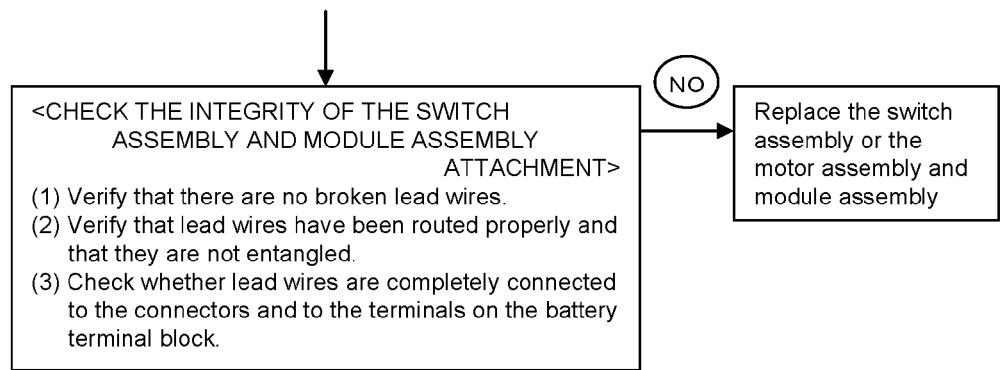 <CHECK THE INTEGRITY OF THE SWITCH
ASSEMBLY AND MODULE ASSEMBLY
ATTACHMENT>
(1) Verify that there are no broken lead wires.
(2) Verify that lead wires have been routed properly and
that they are not entangled.
(3) Check whether lead wires are completely connected
to the connectors and to the terminals on the battery
terminal block.
NO
Replace the switch
assembly or the
motor assembly and
module assembly